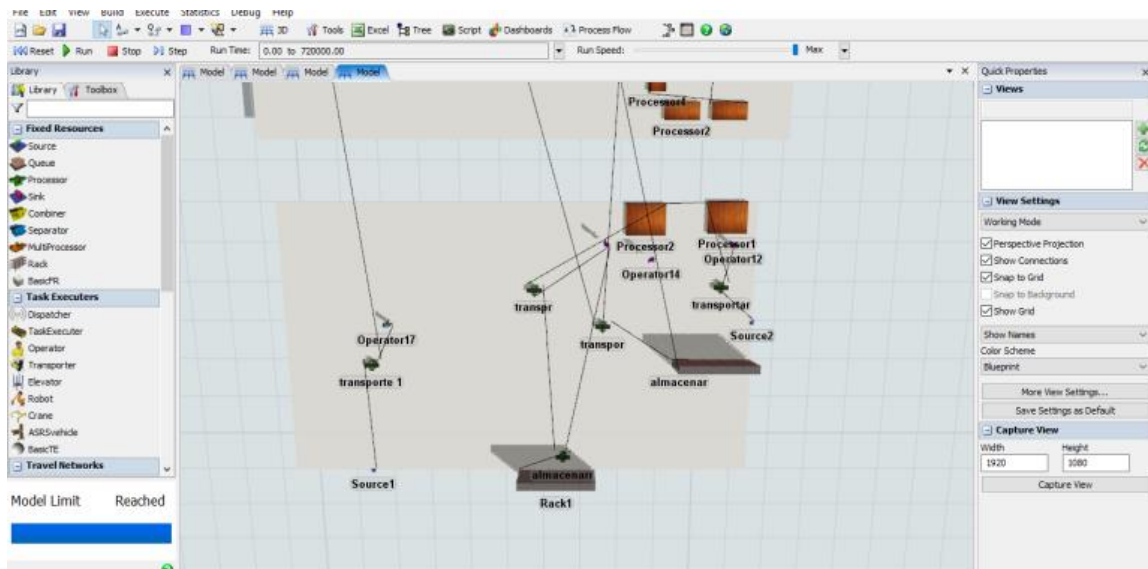 File Edit View Build Execute Statistics Debug Help
3D Tools Excel Tree Script Dashboards Process Flow
Reset Run Stop Step Run Time: 0.00 to 720000.00 Run Speed: Max
Library
Model Model Model Model
Quick Properties
Library Toolbox
Views
Fixed Resources
Source
Queue
Processor
Sink
Combiner
Separator
MultiProcessor
Rack
BasicFR
Task Executers
Dispatcher
TaskExecuter
Operator
Transporter
Elevator
Robot
Crane
ASRSvehicle
BasicTE
Travel Networks
Model Limit Reached
Processor4
Processor2
Processor2
Processor1
Operator12
Operator14
transpr
transportar
Source2
transpor
Operator17
transporte 1
almacenar
Source1
almacenarr
Rack1
View Settings
Working Mode
Perspective Projection
Show Connections
Snap to Grid
Snap to Background
Show Grid
Show Names
Color Scheme
Blueprint
More View Settings...
Save Settings as Default
Capture View
Width Height
1920 1080
Capture View